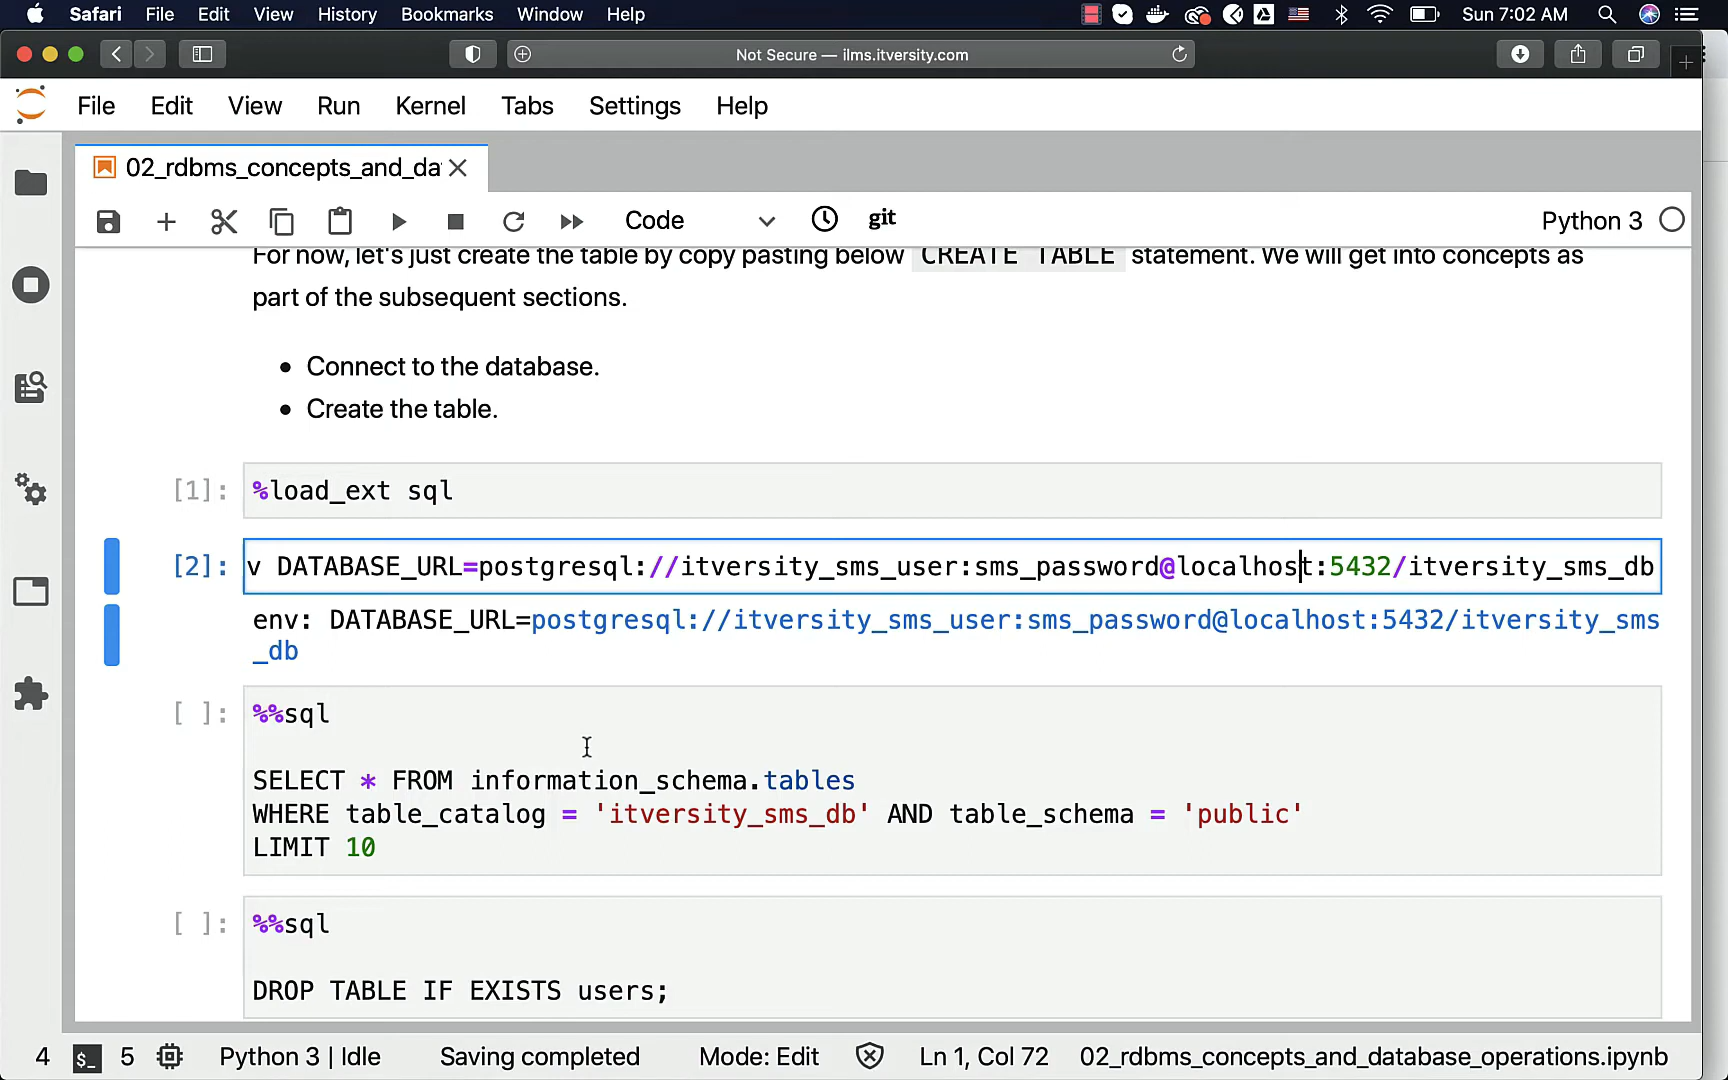 Safari File Edit View History Bookmarks Window Help Sun 7:02 AM
Not Secure — ilms.itversity.com
File Edit View Run Kernel Tabs Settings Help
02_rdbms_concepts_and_da
Code git Python 3
For now, let's just create the table by copy pasting below CREATE TABLE statement. We will get into concepts as
part of the subsequent sections.
• Connect to the database.
• Create the table.
[1]: %load_ext sql
[2]: v DATABASE_URL=postgresql://itversity_sms_user:sms_password@localhost:5432/itversity_sms_db
env: DATABASE_URL=postgresql://itversity_sms_user:sms_password@localhost:5432/itversity_sms
_db
[ ]: %%sql
SELECT * FROM information_schema.tables
WHERE table_catalog = 'itversity_sms_db' AND table_schema = 'public'
LIMIT 10
[ ]: %%sql
DROP TABLE IF EXISTS users;
4 $_ 5 Python 3 | Idle Saving completed Mode: Edit Ln 1, Col 72 02_rdbms_concepts_and_database_operations.ipynb